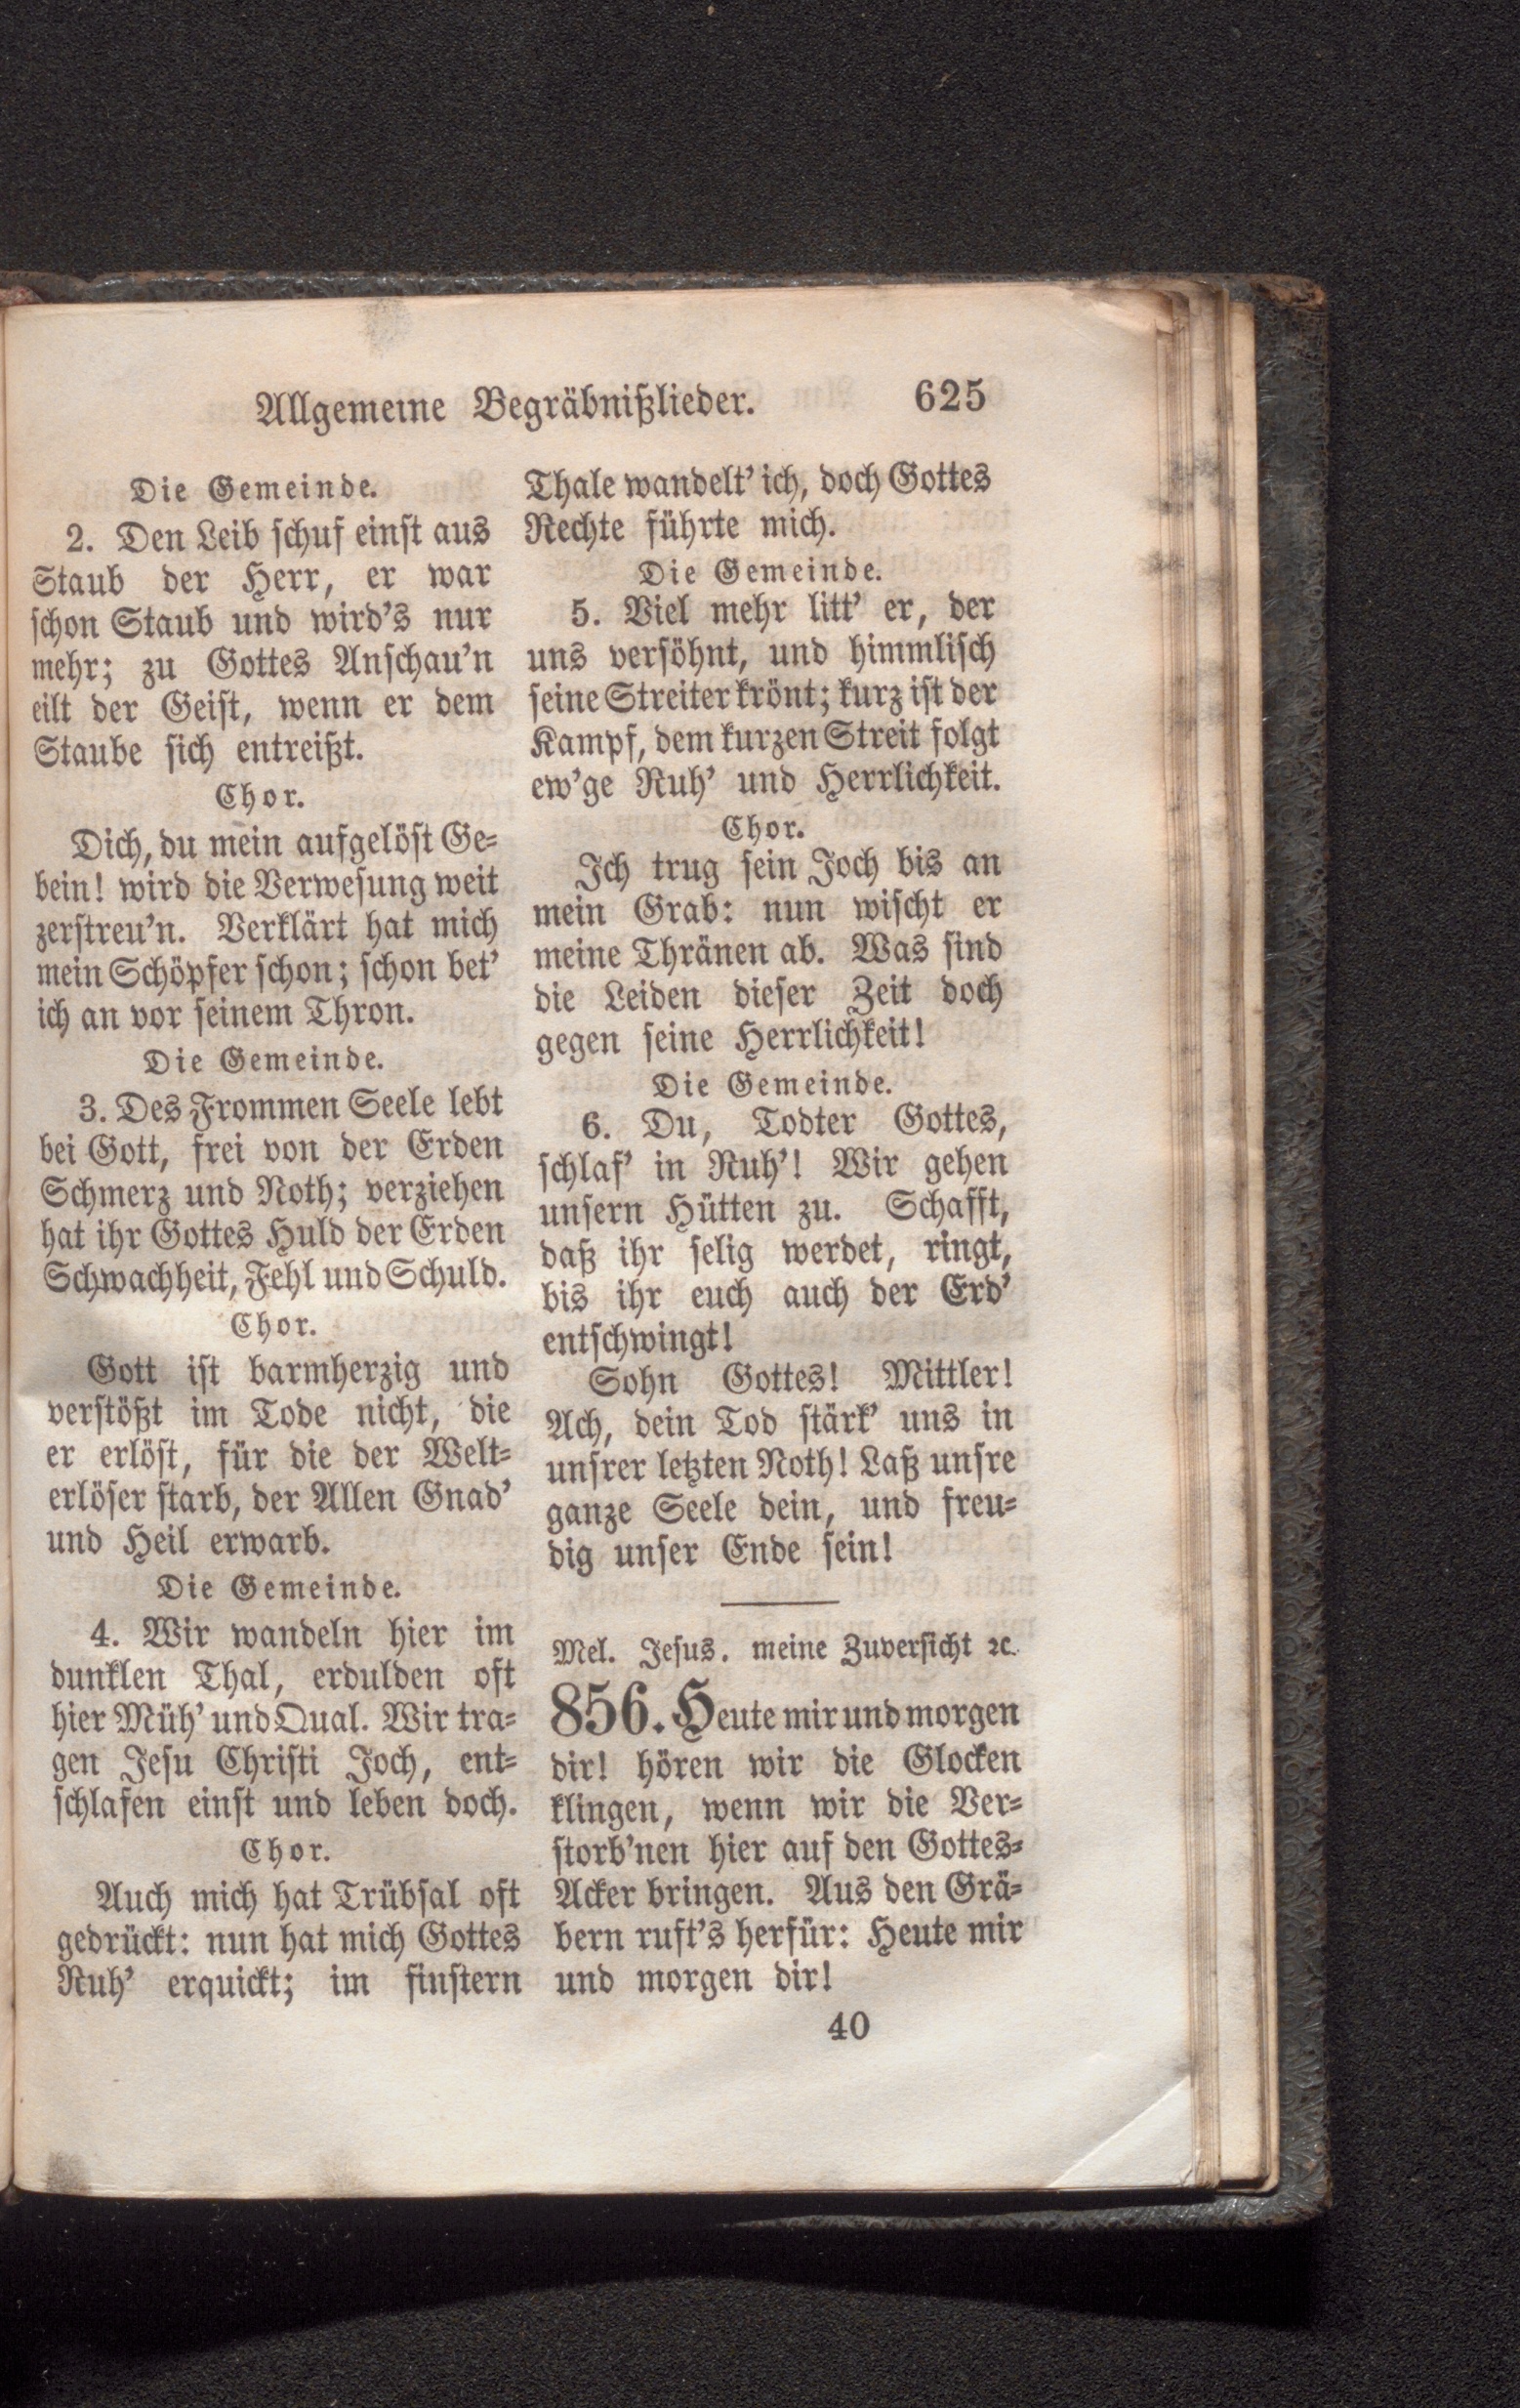 Allgemeine Begräbnißlieder. 625
Die Gemeinde.
2. Den Leib schuf einst aus
Staub der Herr, er war
schon Staub und wird's nur
mehr; zu Gottes Anschau'n
eilt der Geist, wenn er dem
Staube sich entreißt.
Chor.
Dich, du mein aufgelöst Ge-
bein! wird die Verwesung weit
zerstreu'n. Verklärt hat mich
mein Schöpfer schon; schon bet'
ich an vor seinem Thron.
Die Gemeinde.
3. Des Frommen Seele lebt
bei Gott, frei von der Erden
Schmerz und Noth; verziehen
hat ihr Gottes Huld der Erden
Schwachheit, Fehl und Schuld.
Chor.
Gott ist barmherzig und
verstößt im Tode nicht, die
er erlöst, für die der Welt-
erlöser starb, der Allen Gnad'
und Heil erwarb.
Die Gemeinde.
4. Wir wandeln hier im
dunklen Thal, erdulden oft
hier Müh' und Qual. Wir tra-
gen Jesu Christi Joch, ent-
schlafen einst und leben doch.
Chor.
Auch mich hat Trübsal oft
gedrückt: nun hat mich Gottes
Ruh' erquickt; im finstern
Thale wandelt' ich, doch Gottes
Rechte führte mich.
Die Gemeinde.
5. Viel mehr litt' er, der
uns versöhnt, und himmlisch
seine Streiter krönt; kurz ist der
Kampf, dem kurzen Streit folgt
ew'ge Ruh' und Herrlichkeit.
Chor.
Ich trug sein Joch bis an
mein Grab: nun wischt er
meine Thränen ab. Was sind
die Leiden dieser Zeit doch
gegen seine Herrlichkeit!
Die Gemeinde.
6. Du, Todter Gottes,
schlaf' in Ruh'! Wir gehen
unsern Hütten zu. Schafft,
daß ihr selig werdet, ringt,
bis ihr euch auch der Erd'
entschwingt!
Sohn Gottes! Mittler!
Ach, dein Tod stärk' uns in
unsrer letzten Noth! Laß unsre
ganze Seele dein, und freu-
dig unser Ende sein!
Mel. Jesus. meine Zuversicht ꝛc.
856. Heute mir und morgen
dir! hören wir die Glocken
klingen, wenn wir die Ver-
storb'nen hier auf den Gottes-
Acker bringen. Aus den Grä-
bern ruft's herfür: Heute mir
und morgen dir!
40